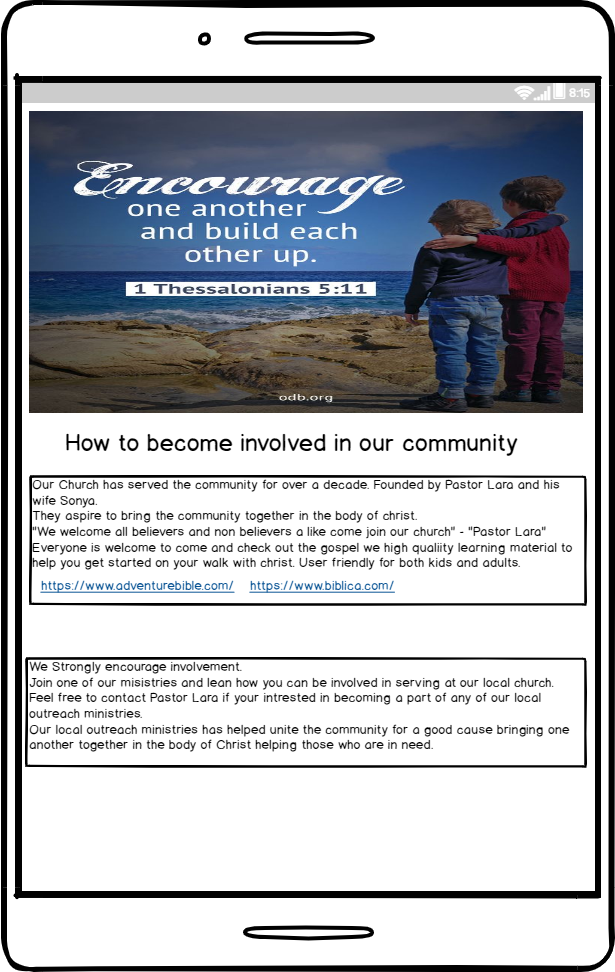 8:15
Encourage
one another
and build each
other up.
1 Thessalonians 5:11
odb.org
How to become involved in our community
Our Church has served the community for over a decade. Founded by Pastor Lara and his
wife Sonya.
They aspire to bring the community together in the body of christ.
"We welcome all believers and non believers a like come join our church" - "Pastor Lara"
Everyone is welcome to come and check out the gospel we high qualiity learning material to
help you get started on your walk with christ. User friendly for both kids and adults.
https://www.adventurebible.com/ https://www.biblica.com/
We Strongly encourage involvement.
Join one of our misistries and lean how you can be involved in serving at our local church.
Feel free to contact Pastor Lara if your intrested in becoming a part of any of our local
outreach ministries.
Our local outreach ministries has helped unite the community for a good cause bringing one
another together in the body of Christ helping those who are in need.